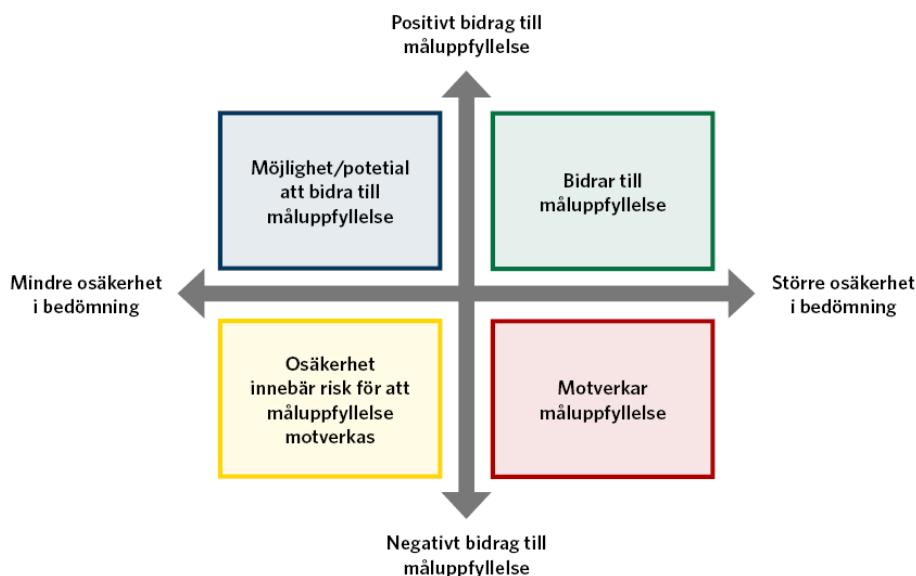 Positivt bidrag till
måluppfyllelse
Möjlighet/potetial
att bidra till
måluppfyllelse
Bidrar till
måluppfyllelse
Mindre osäkerhet
i bedömning
Större osäkerhet
i bedömning
Osäkerhet
innebär risk för att
måluppfyllelse
motverkas
Motverkar
måluppfyllelse
Negativt bidrag till
måluppfyllelse